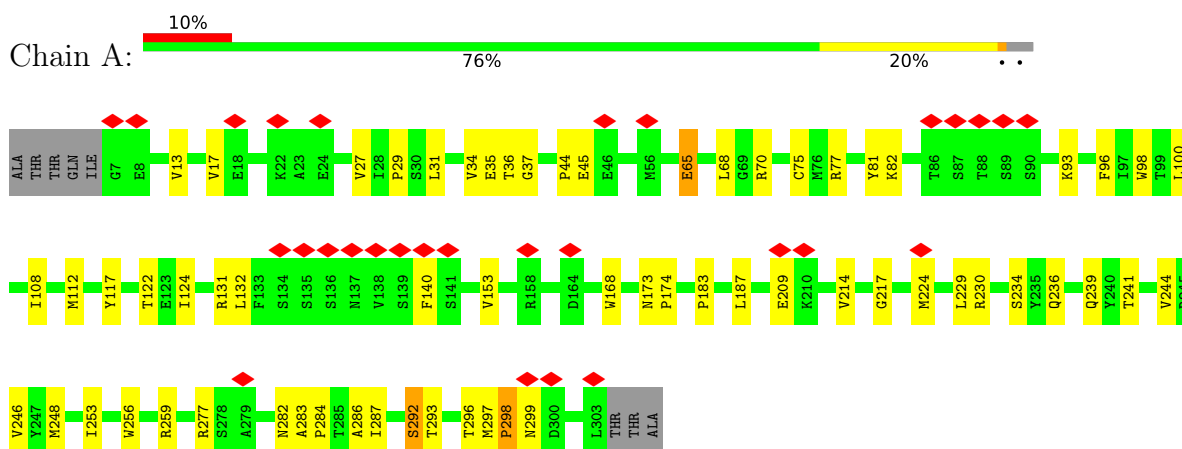 10%
Chain A:
76% 20% • •
ALA THR THR GLN ILE G7 E8 V13 V17 E18 K22 A23 E24 V27 I28 P29 S30 L31 V34 E35 T36 G37 P44 E45 E46 M56 E65 L68 G69 R70 C75 M76 R77 Y81 K82 T86 S87 T88 S89 S90 K93 F96 I97 W98 T99 L100
I108 M112 Y117 T122 E123 I124 R131 L132 F133 S134 S135 S136 N137 V138 S139 F140 S141 V153 R158 D164 W168 N173 P174 P183 L187 E209 K210 V214 G217 M224 L229 R230 S234 Y235 Q236 Q239 Y240 T241 V244
V246 Y247 M248 I253 W256 R259 R277 S278 A279 N282 A283 P284 T285 A286 I287 S292 T293 T296 M297 P298 N299 D300 L303 THR THR ALA